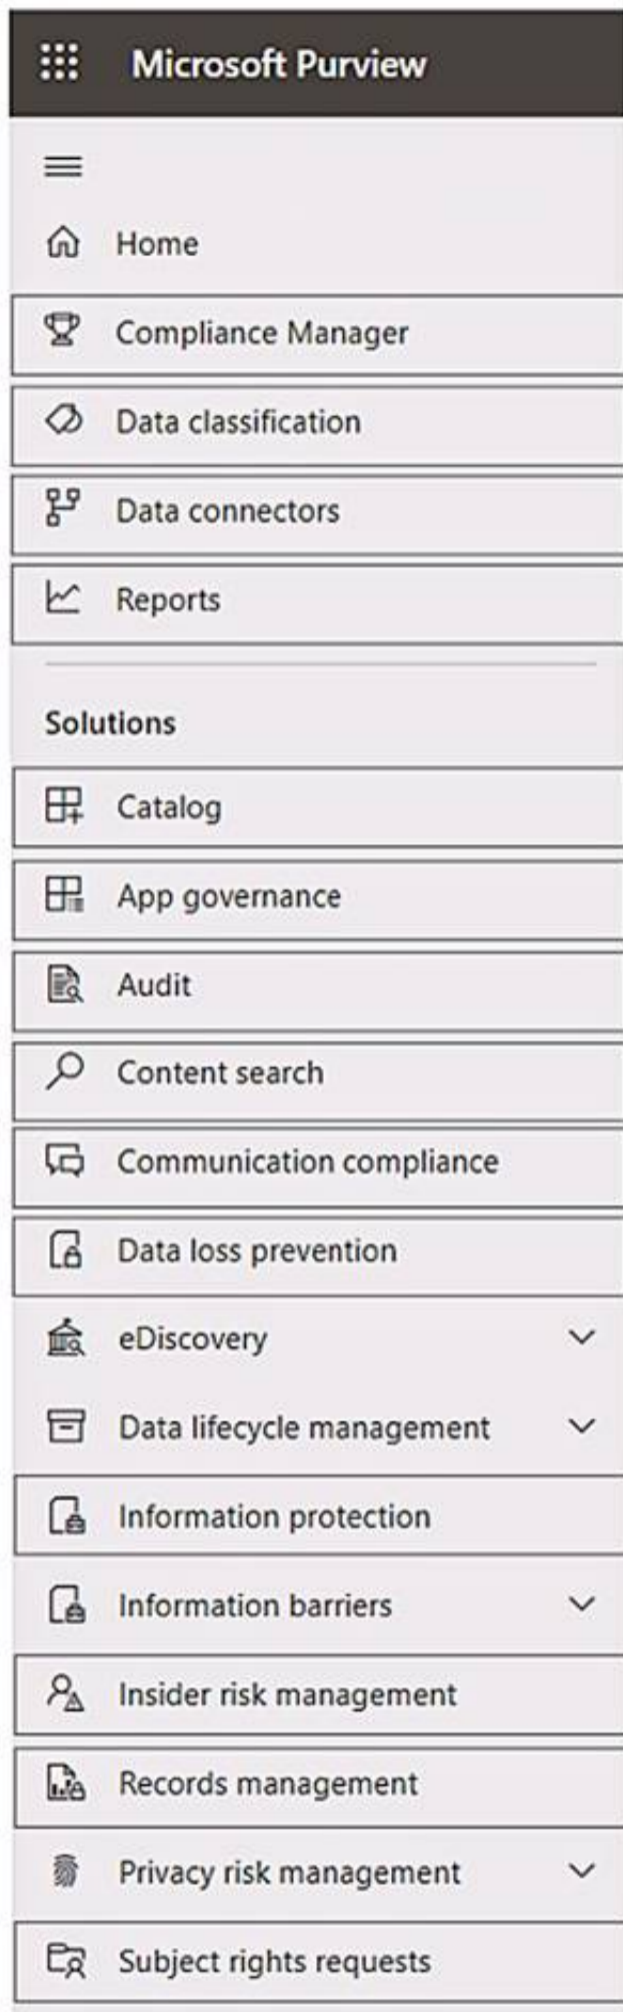 Microsoft Purview
Home
Compliance Manager
Data classification
Data connectors
Reports
Solutions
Catalog
App governance
Audit
Content search
Communication compliance
Data loss prevention
eDiscovery
Data lifecycle management
Information protection
Information barriers
Insider risk management
Records management
Privacy risk management
Subject rights requests